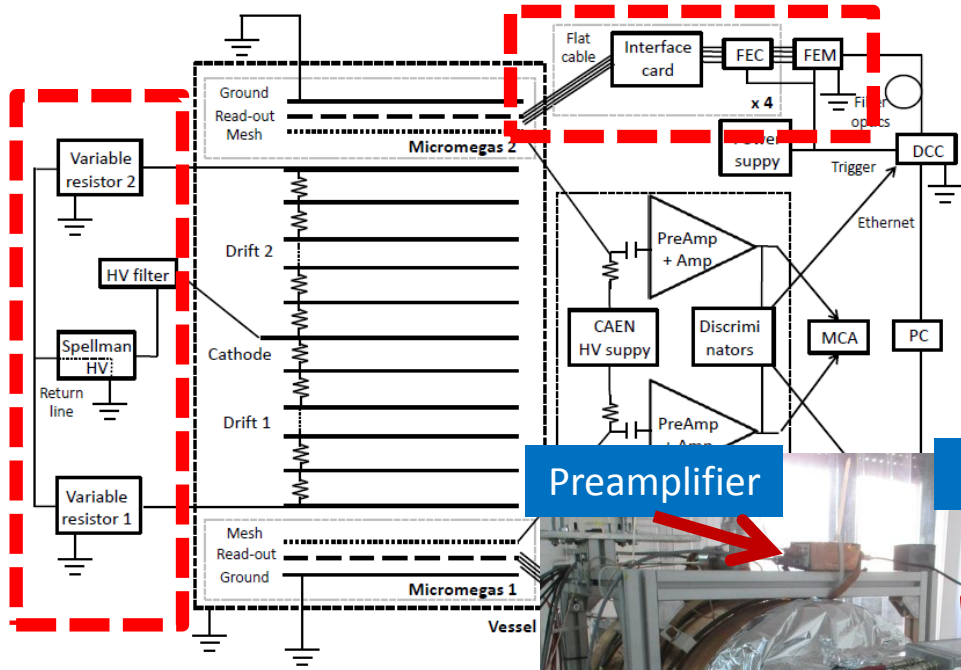 Flat
cable
Interface
card
FEC
FEM
x 4
optics
Ground
Read-out
Mesh
Micromegas 2
Variable
resistor 2
suppy
Trigger
DCC
Ethernet
Drift 2
PreAmp
+ Amp
HV filter
Cathode
CAEN
HV suppy
Discrimi
nators
MCA
PC
Spellman
HV
Return
line
Drift 1
PreAmp
Preamplifier
Variable
resistor 1
Mesh
Read-out
Ground
Micromegas 1
Vessel